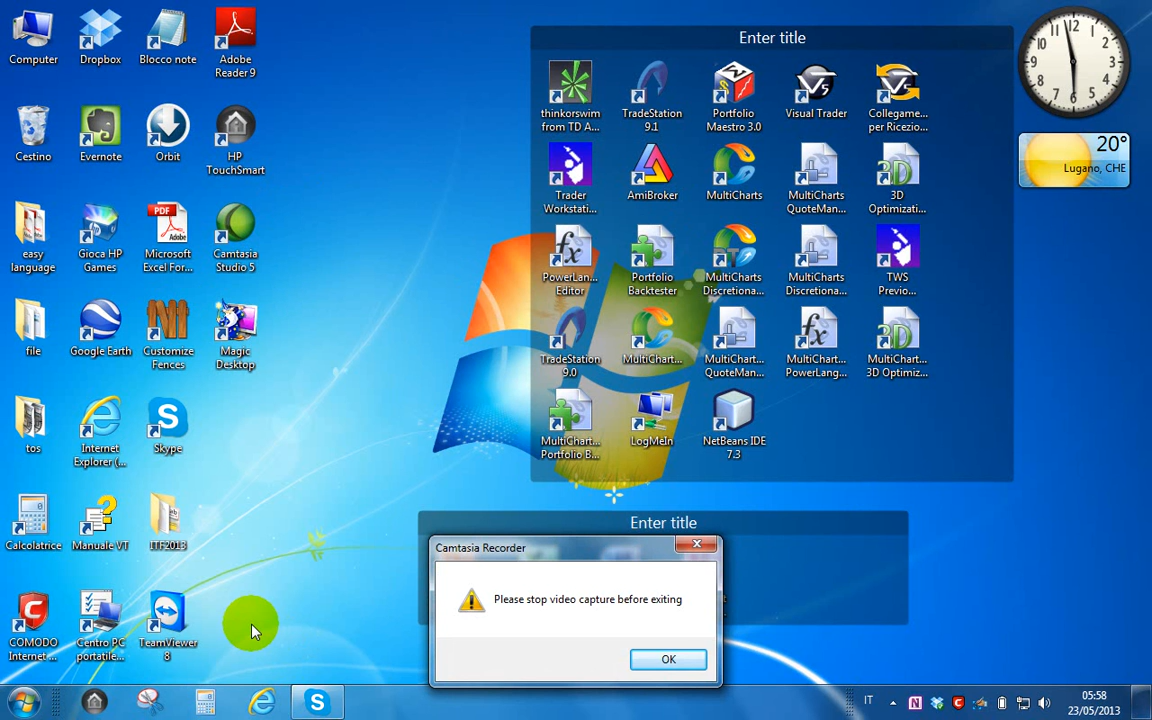 Computer
Dropbox
Blocco note
Adobe
Reader 9
Cestino
Evernote
Orbit
HP
TouchSmart
easy
language
Gioca HP
Games
Microsoft
Excel For...
Camtasia
Studio 5
file
Google Earth
Customize
Fences
Magic
Desktop
tos
Internet
Explorer (...
Skype
Calcolatrice
Manuale VT
ITF2013
COMODO
Internet ...
Centro PC
portatile...
TeamViewer
8
Enter title
thinkorswim
from TD A...
TradeStation
9.1
Portfolio
Maestro 3.0
Visual Trader
Collegame...
per Ricezio...
Trader
Workstati...
AmiBroker
MultiCharts
MultiCharts
QuoteMan...
3D
Optimizati...
PowerLan...
Editor
Portfolio
Backtester
MultiCharts
Discretiona...
MultiCharts
Discretiona...
TWS
Previo...
TradeStation
9.0
MultiChart...
MultiChart...
QuoteMan...
MultiChart...
PowerLang...
MultiChart...
3D Optimiz...
MultiChart...
Portfolio B...
LogMeIn
NetBeans IDE
7.3
20°
Lugano, CHE
Enter title
Camtasia Recorder
Please stop video capture before exiting
OK
IT
05:58
23/05/2013